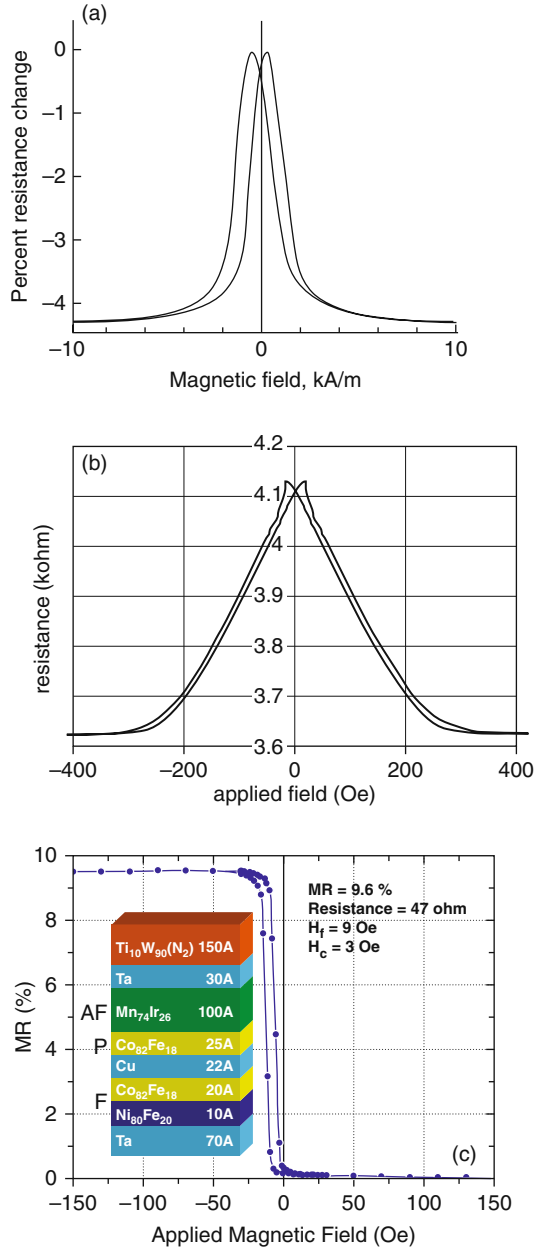 (a)
0
–1
–2
–3
–4
Percent resistance change
–10
0
10
Magnetic field, kA/m
(b)
4.2
4.1
4
3.9
3.8
3.7
3.6
resistance (kohm)
–400
–200
0
200
400
applied field (Oe)
10
8
6
4
2
0
MR (%)
MR = 9.6 %
Resistance = 47 ohm
Hf = 9 Oe
Hc = 3 Oe
Ti10W90(N2) 150A
Ta 30A
AF Mn74Ir26 100A
P Co82Fe18 25A
Cu 22A
F Co82Fe18 20A
Ni80Fe20 10A
Ta 70A
(c)
–150
–100
–50
0
50
100
150
Applied Magnetic Field (Oe)